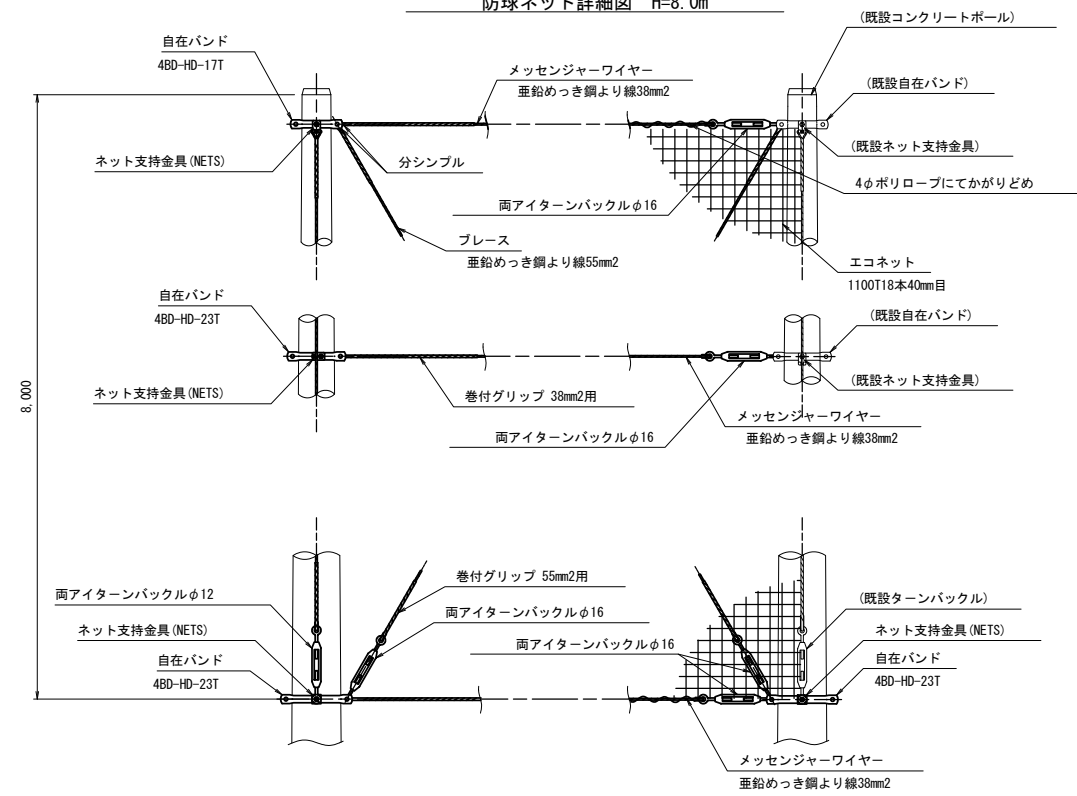 防球ネット詳細図 H=8.0m
(既設コンクリートポール)
自在バンド
4BD-HD-17T
メッセンジャーワイヤー
亜鉛めっき鋼より線38mm2
(既設自在バンド)
ネット支持金具(NETS)
分シンブル
(既設ネット支持金具)
4φポリロープにてかがりどめ
両アイターンバックルφ16
ブレース
亜鉛めっき鋼より線55mm2
エコネット
1100T18本40mm目
自在バンド
4BD-HD-23T
(既設自在バンド)
8,000
ネット支持金具(NETS)
巻付グリップ 38mm2用
(既設ネット支持金具)
両アイターンバックルφ16
メッセンジャーワイヤー
亜鉛めっき鋼より線38mm2
両アイターンバックルφ12
巻付グリップ 55mm2用
(既設ターンバックル)
両アイターンバックルφ16
ネット支持金具(NETS)
両アイターンバックルφ16
ネット支持金具(NETS)
自在バンド
4BD-HD-23T
自在バンド
4BD-HD-23T
メッセンジャーワイヤー
亜鉛めっき鋼より線38mm2